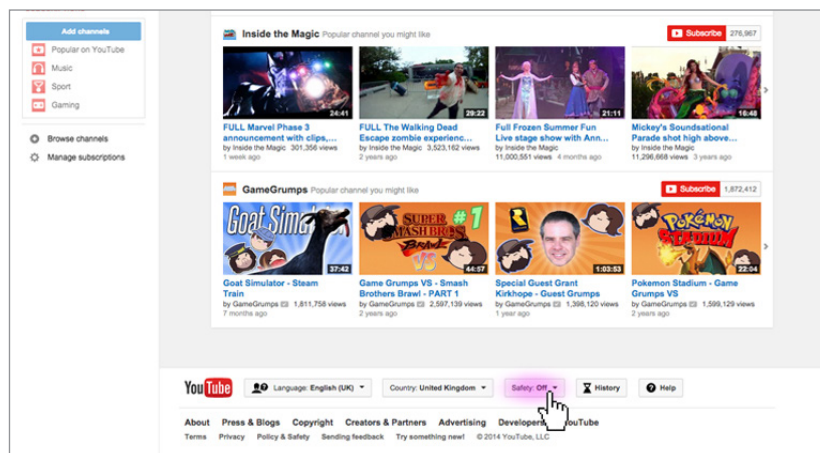 Add channels
Popular on YouTube
Music
Sport
Gaming
Browse channels
Manage subscriptions
Inside the Magic Popular channel you might like
Subscribe 276,967
24:41
29:22
21:11
16:48
FULL Marvel Phase 3
announcement with clips,...
by Inside the Magic 301,356 views
1 week ago
FULL The Walking Dead
Escape zombie experienc...
by Inside the Magic 3,523,162 views
2 years ago
Full Frozen Summer Fun
Live stage show with Ann...
by Inside the Magic
11,000,551 views 4 months ago
Mickey's Soundsational
Parade shot high above...
by Inside the Magic
11,296,668 views 3 years ago
GameGrumps Popular channel you might like
Subscribe 1,872,412
Goat Simulator
37:42
SUPER
SMASH BROS
BRAWL
#1
VS
44:57
1:03:53
POKéMON
STADIUM
22:04
Goat Simulator - Steam
Train
by GameGrumps 1,811,758 views
7 months ago
Game Grumps VS - Smash
Brothers Brawl - PART 1
by GameGrumps 2,597,139 views
2 years ago
Special Guest Grant
Kirkhope - Guest Grumps
by GameGrumps 1,398,120 views
1 year ago
Pokemon Stadium - Game
Grumps VS
by GameGrumps 1,599,129 views
2 years ago
YouTube
Language: English (UK)
Country: United Kingdom
Safety: Off
History
Help
About Press & Blogs Copyright Creators & Partners Advertising Developers YouTube
Terms Privacy Policy & Safety Sending feedback Try something new! © 2014 YouTube, LLC